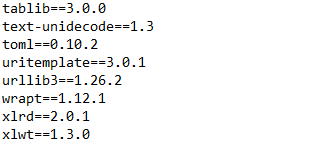 tablib==3.0.0
text-unidecode==1.3
toml==0.10.2
uritemplate==3.0.1
urllib3==1.26.2
wrapt==1.12.1
xlrd==2.0.1
xlwt==1.3.0